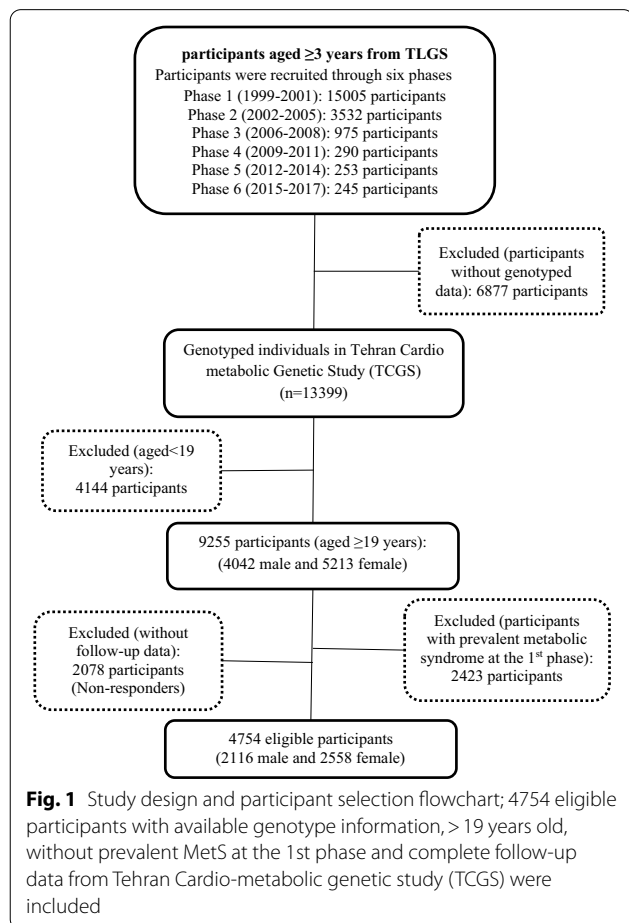 participants aged ≥3 years from TLGS
Participants were recruited through six phases
Phase 1 (1999-2001): 15005 participants
Phase 2 (2002-2005): 3532 participants
Phase 3 (2006-2008): 975 participants
Phase 4 (2009-2011): 290 participants
Phase 5 (2012-2014): 253 participants
Phase 6 (2015-2017): 245 participants
Excluded (participants
without genotyped
data): 6877 participants
Genotyped individuals in Tehran Cardio
metabolic Genetic Study (TCGS)
(n=13399)
Excluded (aged<19
years):
4144 participants
9255 participants (aged ≥19 years):
(4042 male and 5213 female)
Excluded (without
follow-up data):
2078 participants
(Non-responders)
Excluded (participants
with prevalent metabolic
syndrome at the 1st phase):
2423 participants
4754 eligible participants
(2116 male and 2558 female)
Fig. 1 Study design and participant selection flowchart; 4754 eligible
participants with available genotype information, > 19 years old,
without prevalent MetS at the 1st phase and complete follow-up
data from Tehran Cardio-metabolic genetic study (TCGS) were
included